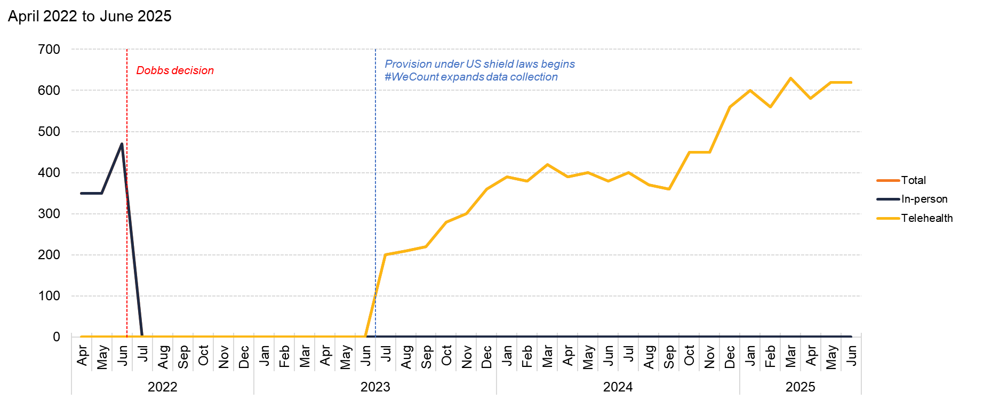 April 2022 to June 2025
700
600
500
400
300
200
100
0
Dobbs decision
Provision under US shield laws begins
#WeCount expands data collection
Total
In-person
Telehealth
Apr May Jun Jul Aug Sep Oct Nov Dec Jan Feb Mar Apr May Jun Jul Aug Sep Oct Nov Dec Jan Feb Mar Apr May Jun Jul Aug Sep Oct Nov Dec Jan Feb Mar Apr May Jun
2022 2023 2024 2025